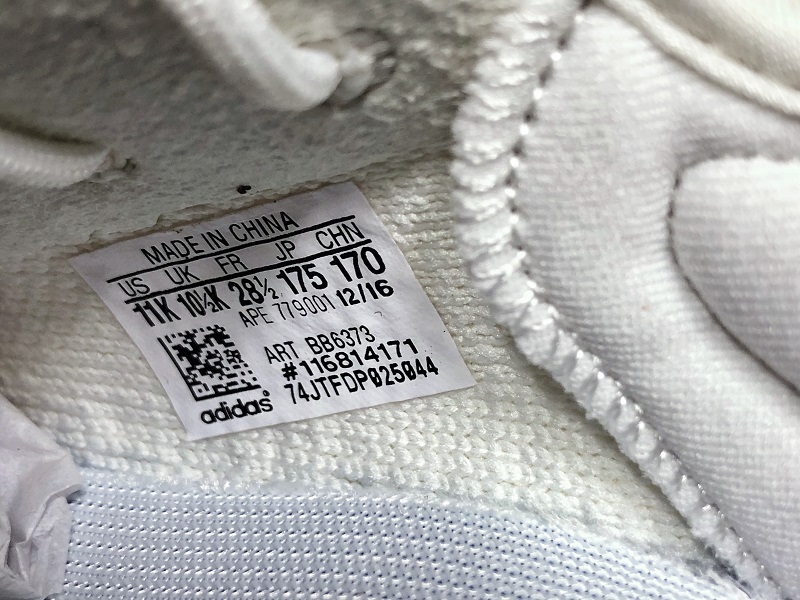 MADE IN CHINA
US UK FR JP CHN
11K 10½K 28½ 175 170
APE 779001 12/16
ART BB6373
#116814171
74JTFDP025044
adidas®